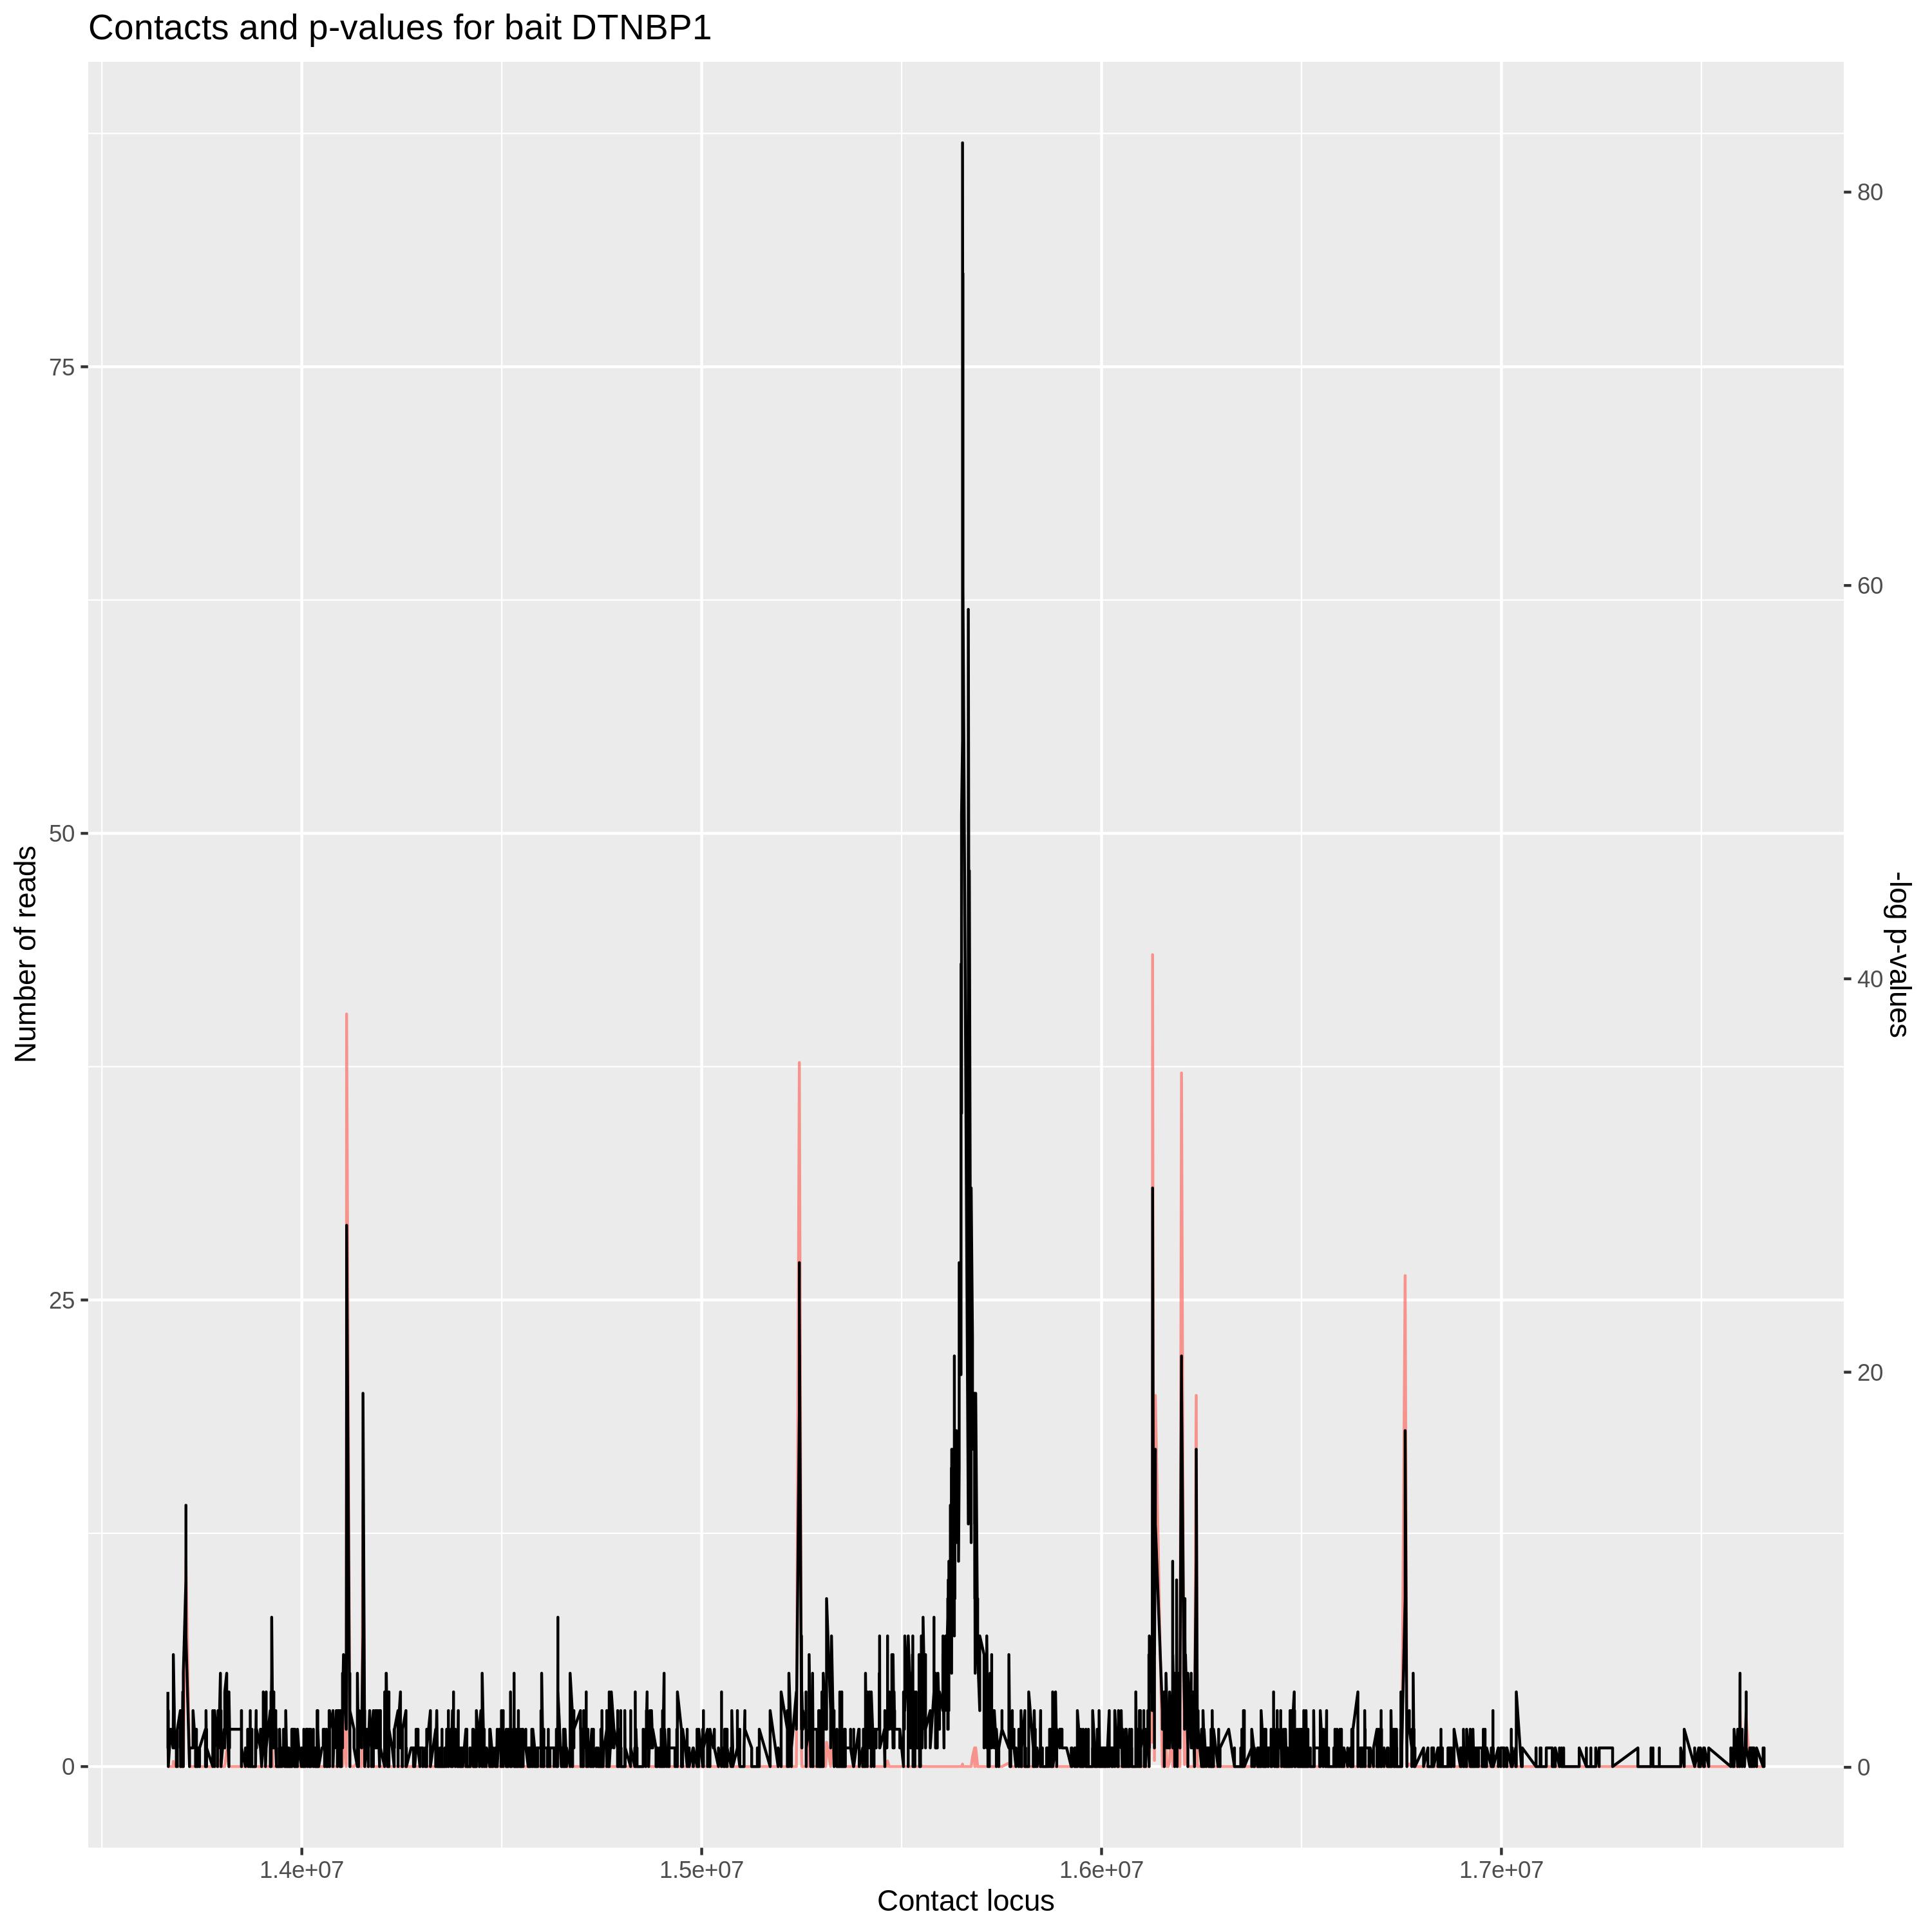 Contacts and p-values for bait DTNBP1
Number of reads
75
50
25
0
80
60
40
20
0
-log p-values
1.4e+07
1.5e+07
1.6e+07
1.7e+07
Contact locus